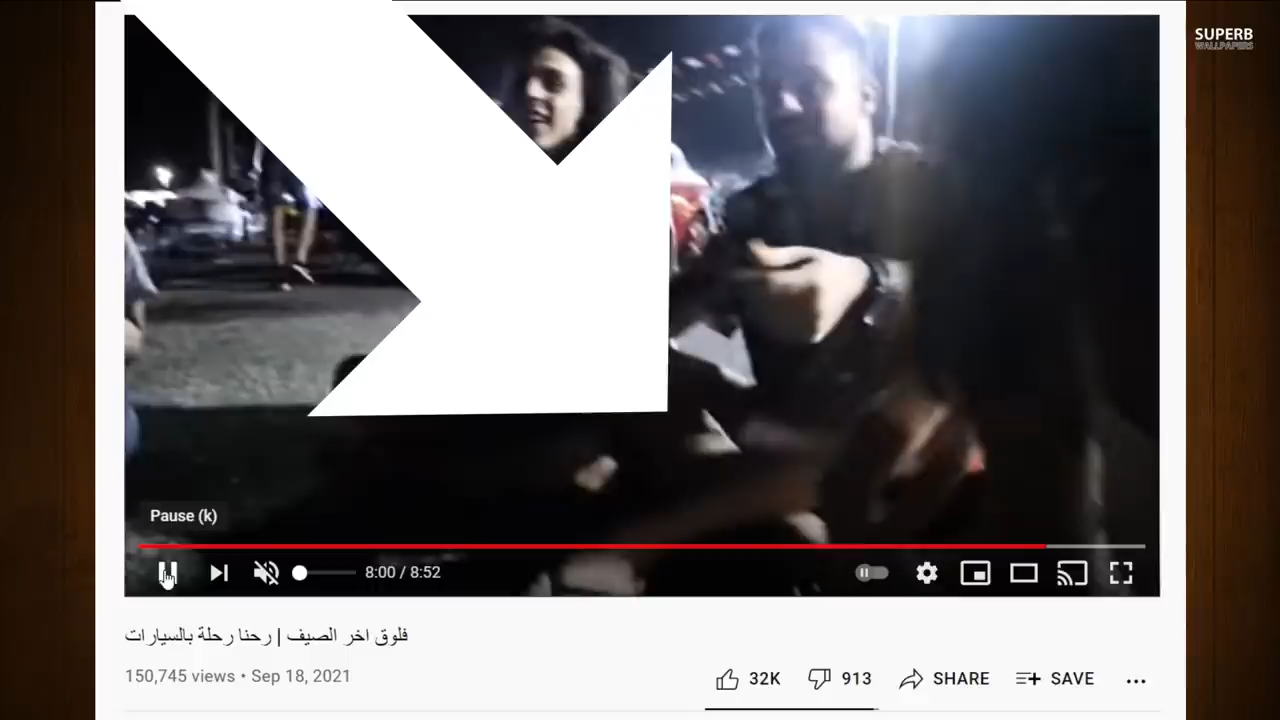 SUPERB
WALLPAPERS
Pause (k)
8:00 / 8:52
فلوق اخر الصيف | رحنا رحلة بالسيارات
150,745 views • Sep 18, 2021
32K 913 SHARE SAVE